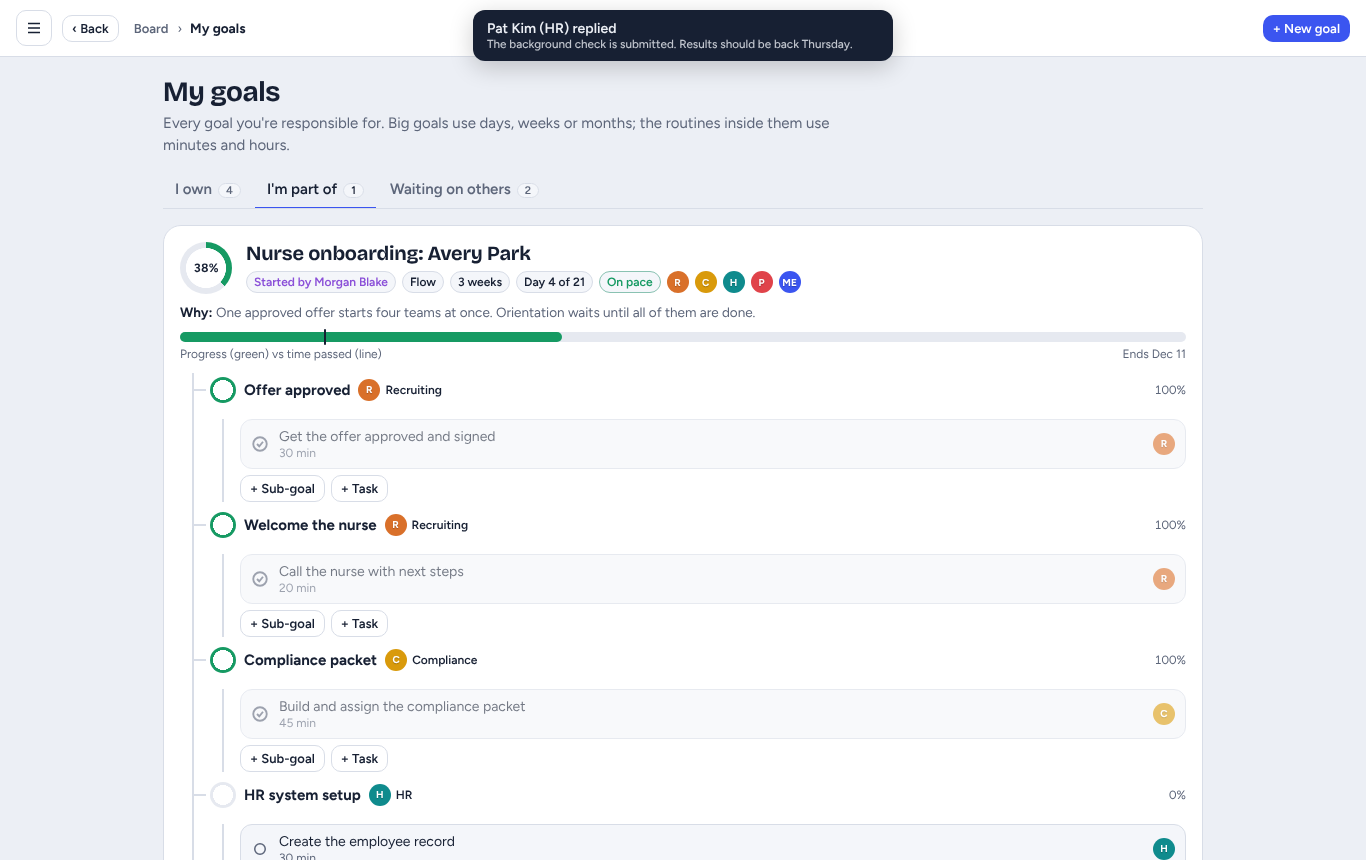 ‹ Back
Board › My goals
Pat Kim (HR) replied
The background check is submitted. Results should be back Thursday.
+ New goal
My goals
Every goal you're responsible for. Big goals use days, weeks or months; the routines inside them use
minutes and hours.
I own 4
I'm part of 1
Waiting on others 2
38%
Nurse onboarding: Avery Park
Started by Morgan Blake
Flow
3 weeks
Day 4 of 21
On pace
R
C
H
P
ME
Why: One approved offer starts four teams at once. Orientation waits until all of them are done.
Progress (green) vs time passed (line)
Ends Dec 11
Offer approved R Recruiting 100%
Get the offer approved and signed
30 min
R
+ Sub-goal
+ Task
Welcome the nurse R Recruiting 100%
Call the nurse with next steps
20 min
R
+ Sub-goal
+ Task
Compliance packet C Compliance 100%
Build and assign the compliance packet
45 min
C
+ Sub-goal
+ Task
HR system setup H HR 0%
Create the employee record
30 min
H